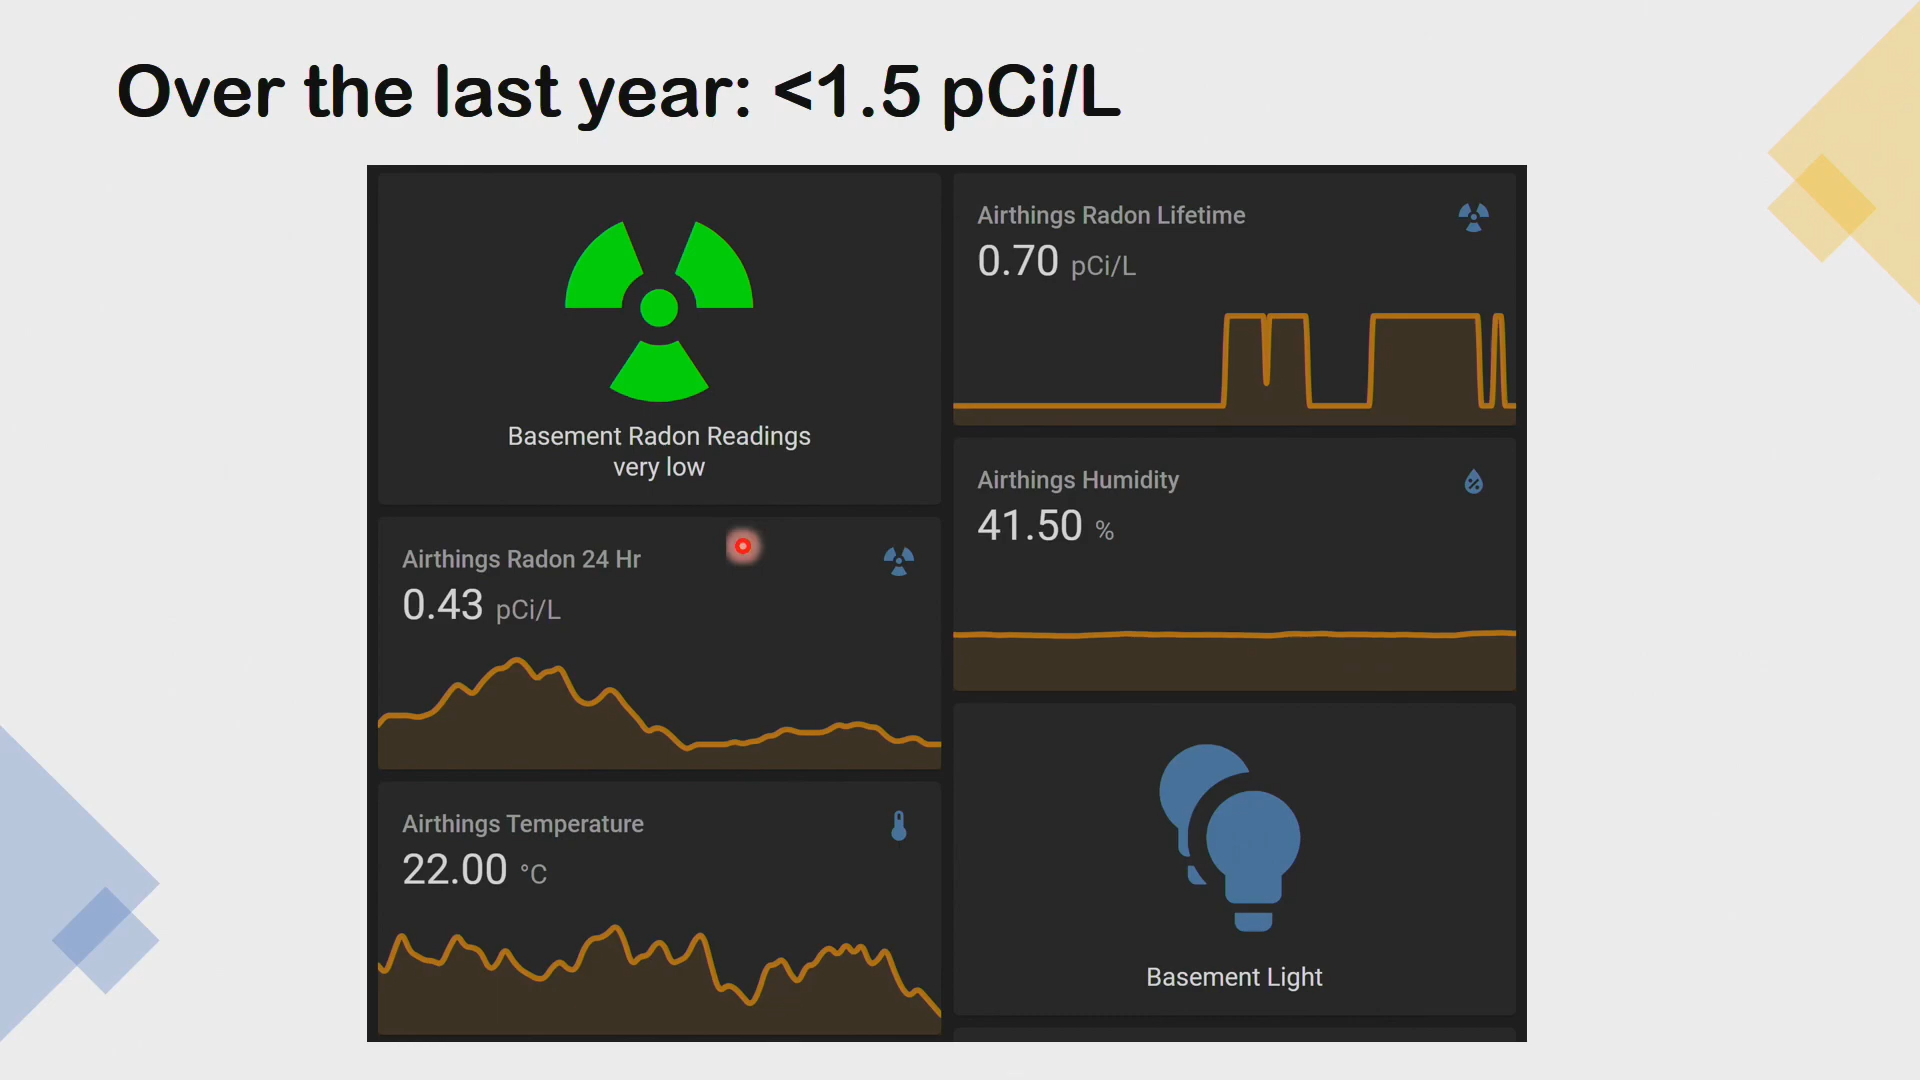 Over the last year: <1.5 pCi/L
Basement Radon Readings
very low
Airthings Radon 24 Hr
0.43 pCi/L
Airthings Temperature
22.00 °C
Airthings Radon Lifetime
0.70 pCi/L
Airthings Humidity
41.50 %
Basement Light